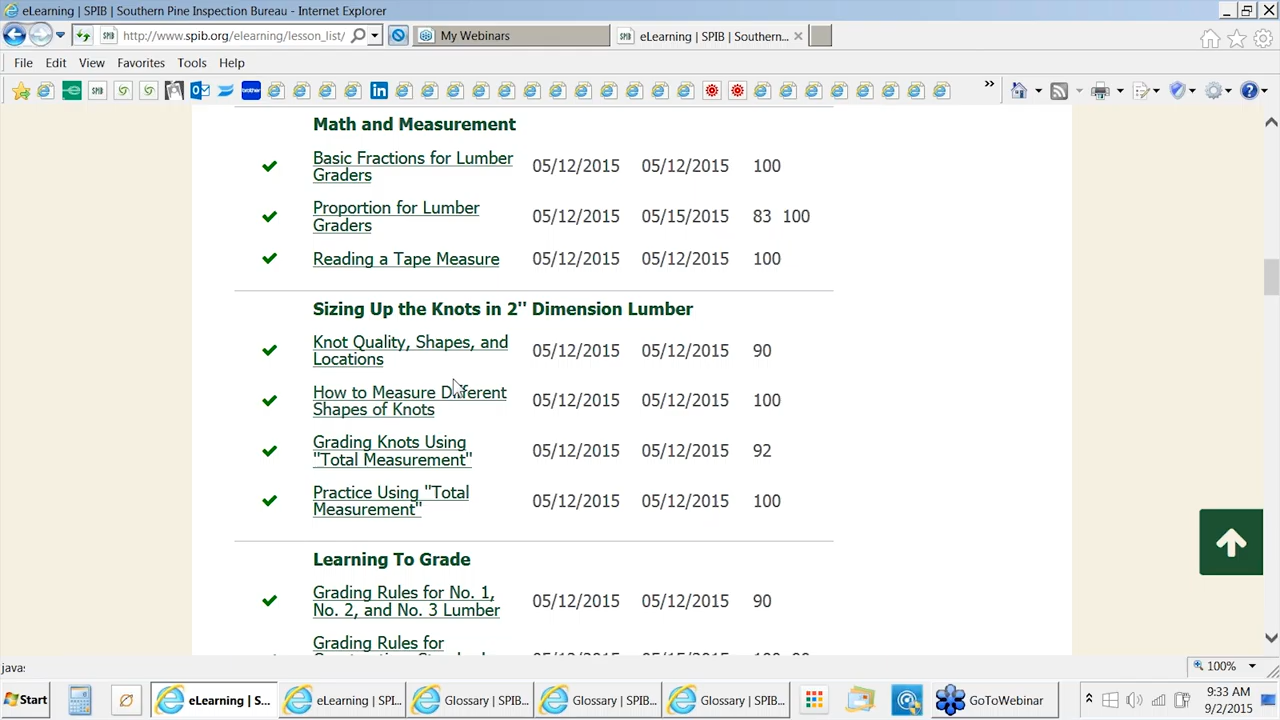 eLearning | SPIB | Southern Pine Inspection Bureau - Internet Explorer
http://www.spib.org/elearning/lesson_list/
My Webinars
SPIB
eLearning | SPIB | Southern...
File Edit View Favorites Tools Help
SPIB
brother
Math and Measurement
Basic Fractions for Lumber
Graders
05/12/2015 05/12/2015 100
Proportion for Lumber
Graders
05/12/2015 05/15/2015 83 100
Reading a Tape Measure 05/12/2015 05/12/2015 100
Sizing Up the Knots in 2'' Dimension Lumber
Knot Quality, Shapes, and
Locations
05/12/2015 05/12/2015 90
How to Measure Different
Shapes of Knots
05/12/2015 05/12/2015 100
Grading Knots Using
"Total Measurement"
05/12/2015 05/12/2015 92
Practice Using "Total
Measurement"
05/12/2015 05/12/2015 100
Learning To Grade
Grading Rules for No. 1,
No. 2, and No. 3 Lumber
05/12/2015 05/12/2015 90
Grading Rules for
javas
100%
Start
eLearning | S...
eLearning | SPI...
Glossary | SPIB...
Glossary | SPIB...
Glossary | SPIB...
GoToWebinar
9:33 AM
9/2/2015